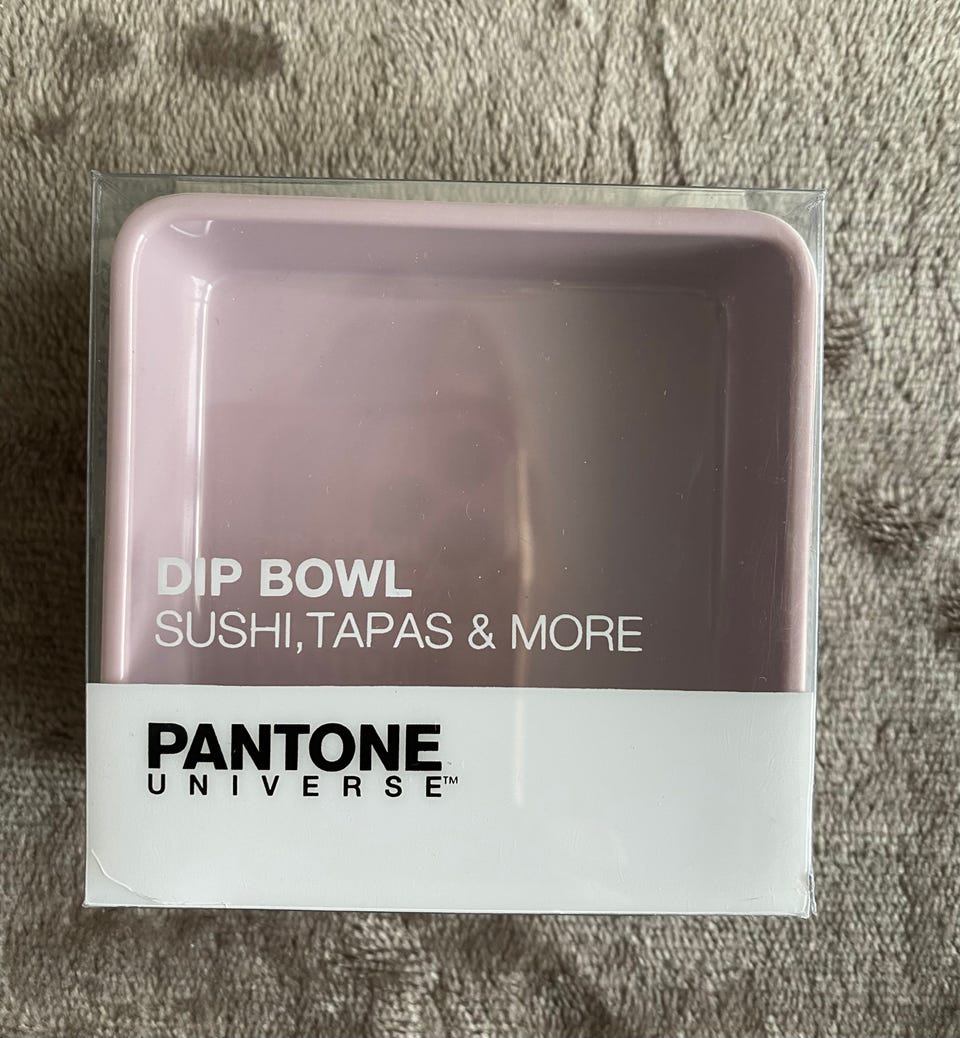 DIP BOWL
SUSHI,TAPAS & MORE
PANTONE
UNIVERSE™